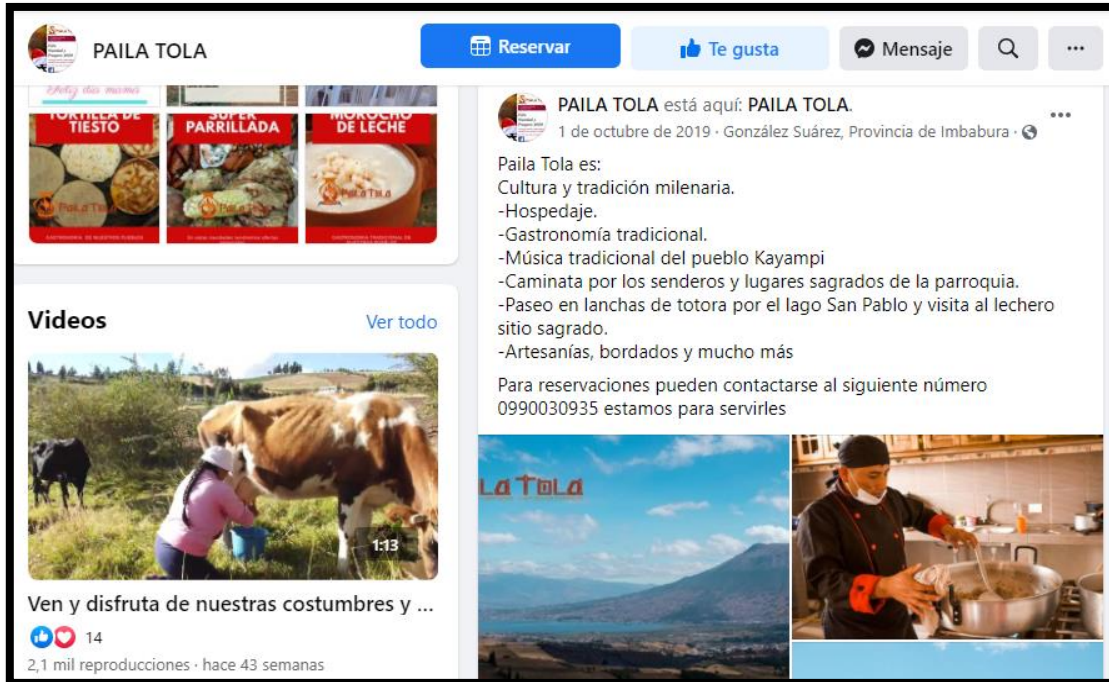 PAILA TOLA
Reservar
Te gusta
Mensaje
Feliz día mamá
TORTILLA DE
TIESTO
SUPER
PARRILLADA
MOROCHO
DE LECHE
Paila Tola
Videos
Ver todo
1:13
Ven y disfruta de nuestras costumbres y ...
14
2,1 mil reproducciones · hace 43 semanas
PAILA TOLA está aquí: PAILA TOLA.
1 de octubre de 2019 · González Suárez, Provincia de Imbabura ·
Paila Tola es:
Cultura y tradición milenaria.
-Hospedaje.
-Gastronomía tradicional.
-Música tradicional del pueblo Kayampi
-Caminata por los senderos y lugares sagrados de la parroquia.
-Paseo en lanchas de totora por el lago San Pablo y visita al lechero
sitio sagrado.
-Artesanías, bordados y mucho más
Para reservaciones pueden contactarse al siguiente número
0990030935 estamos para servirles
La Tola